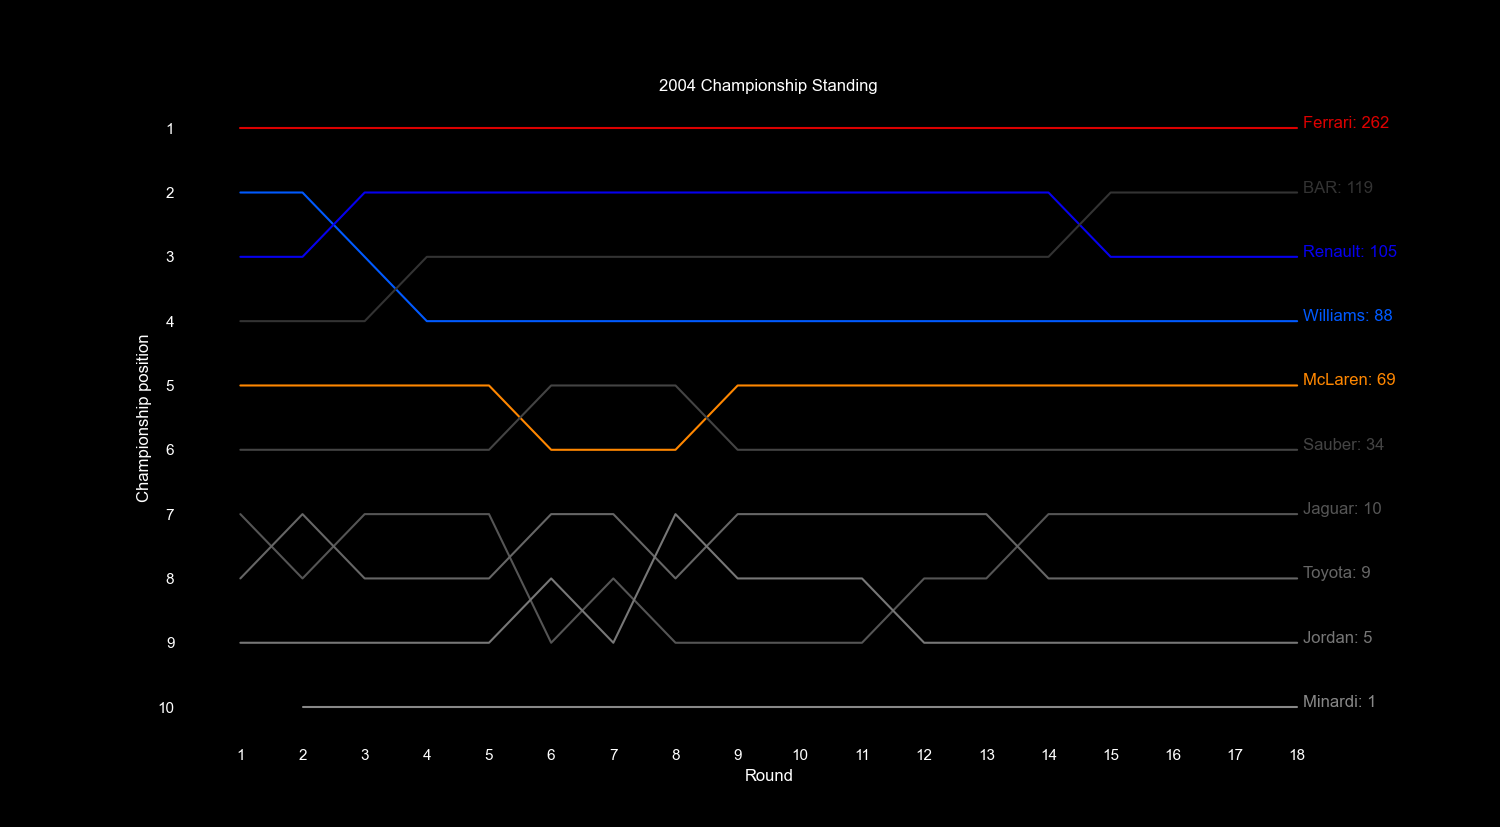 2004 Championship Standing
1
2
3
4
5
6
7
8
9
10
Championship position
Ferrari: 262
BAR: 119
Renault: 105
Williams: 88
McLaren: 69
Sauber: 34
Jaguar: 10
Toyota: 9
Jordan: 5
Minardi: 1
1 2 3 4 5 6 7 8 9 10 11 12 13 14 15 16 17 18
Round